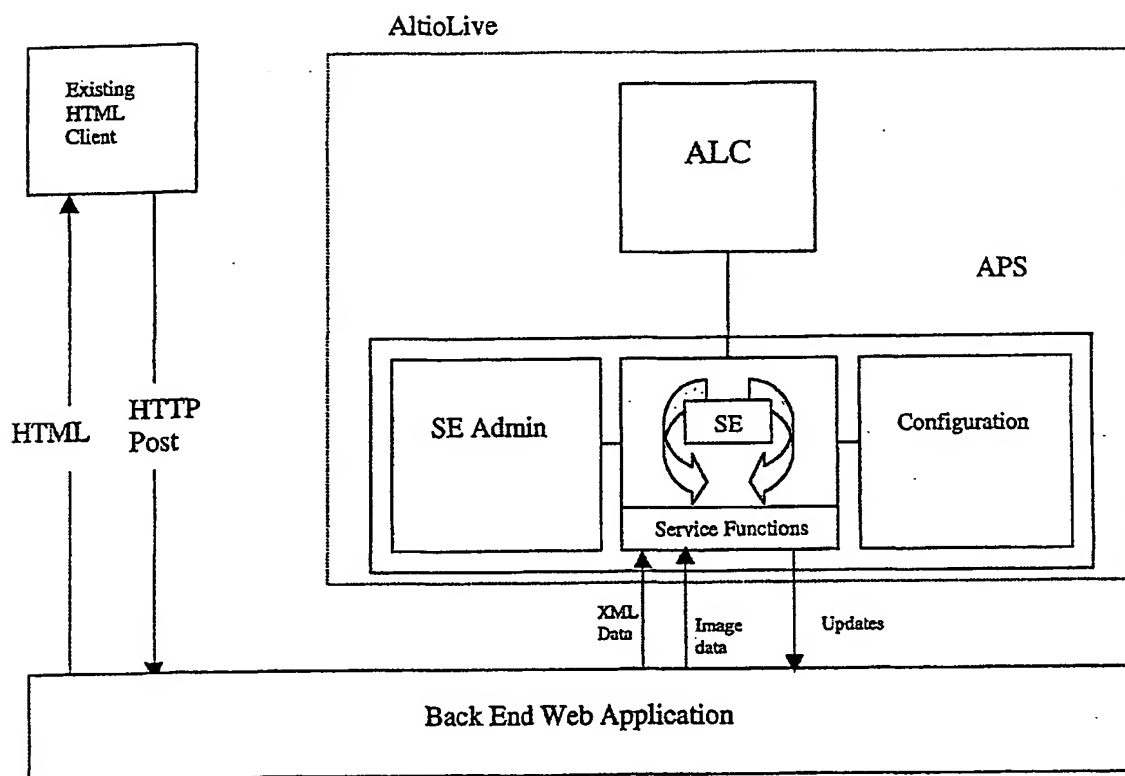 AltioLive
Existing
HTML
Client
ALC
APS
HTML
HTTP
Post
SE Admin
SE
Configuration
Service Functions
XML
Data
Image
data
Updates
Back End Web Application